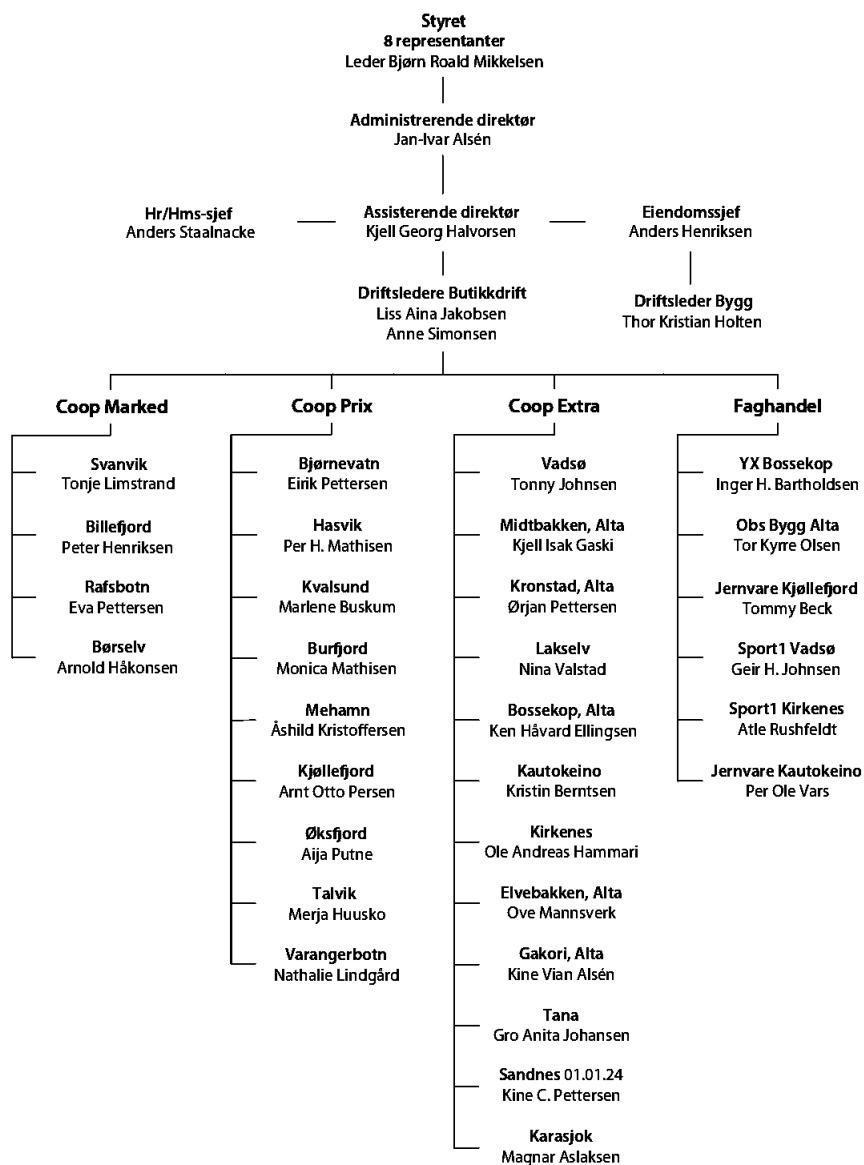 Styret
8 representanter
Leder Bjørn Roald Mikkelsen
Administrerende direktør
Jan-Ivar Alsén
Hr/Hms-sjef
Anders Staalnacke
Assisterende direktør
Kjell Georg Halvorsen
Eiendomssjef
Anders Henriksen
Driftsledere Butikkdrift
Liss Aina Jakobsen
Anne Simonsen
Driftsleder Bygg
Thor Kristian Holten
Coop Marked
Svanvik
Tonje Limstrand
Billefjord
Peter Henriksen
Rafsbotn
Eva Pettersen
Børselv
Arnold Håkonsen
Coop Prix
Bjørnevatn
Eirik Pettersen
Hasvik
Per H. Mathisen
Kvalsund
Marlene Buskum
Burfjord
Monica Mathisen
Mehamn
Åshild Kristoffersen
Kjøllefjord
Arnt Otto Persen
Øksfjord
Aija Putne
Talvik
Merja Huusko
Varangerbotn
Nathalie Lindgård
Coop Extra
Vadsø
Tonny Johnsen
Midtbakken, Alta
Kjell Isak Gaski
Kronstad, Alta
Ørjan Pettersen
Lakselv
Nina Valstad
Bossekop, Alta
Ken Håvard Ellingsen
Kautokeino
Kristin Berntsen
Kirkenes
Ole Andreas Hammari
Elvebakken, Alta
Ove Mannsverk
Gakori, Alta
Kine Vian Alsén
Tana
Gro Anita Johansen
Sandnes 01.01.24
Kine C. Pettersen
Karasjok
Magnar Aslaksen
Faghandel
YX Bossekop
Inger H. Bartholdsen
Obs Bygg Alta
Tor Kyrre Olsen
Jernvare Kjøllefjord
Tommy Beck
Sport1 Vadsø
Geir H. Johnsen
Sport1 Kirkenes
Atle Rushfeldt
Jernvare Kautokeino
Per Ole Vars